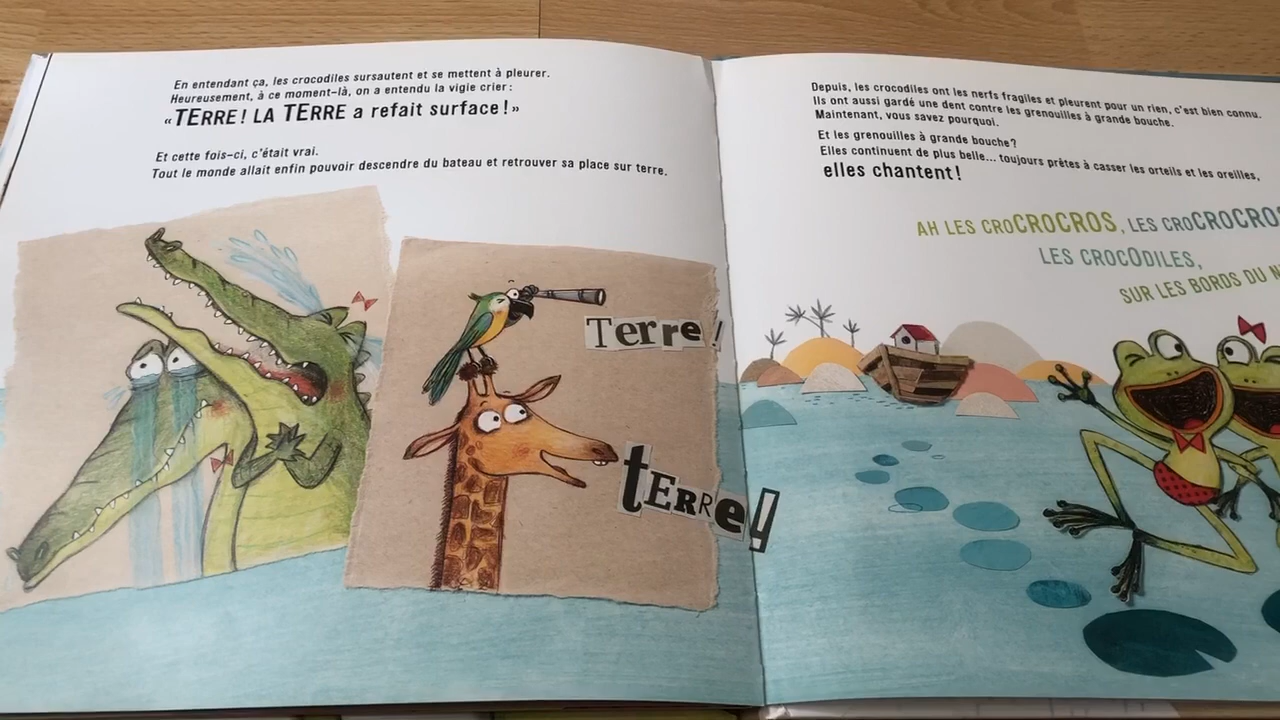 En entendant ça, les crocodiles sursautent et se mettent à pleurer.
Heureusement, à ce moment-là, on a entendu la vigie crier :
« TERRE ! LA TERRE a refait surface ! »
Et cette fois-ci, c'était vrai.
Tout le monde allait enfin pouvoir descendre du bateau et retrouver sa place sur terre.
Terre !
tERRe !
Depuis, les crocodiles ont les nerfs fragiles et pleurent pour un rien, c'est bien connu.
Ils ont aussi gardé une dent contre les grenouilles à grande bouche.
Maintenant, vous savez pourquoi.
Et les grenouilles à grande bouche ?
Elles continuent de plus belle... toujours prêtes à casser les orteils et les oreilles,
elles chantent !
AH LES CROCROCROS, LES CROCROCROS
LES CROCODILES,
SUR LES BORDS DU